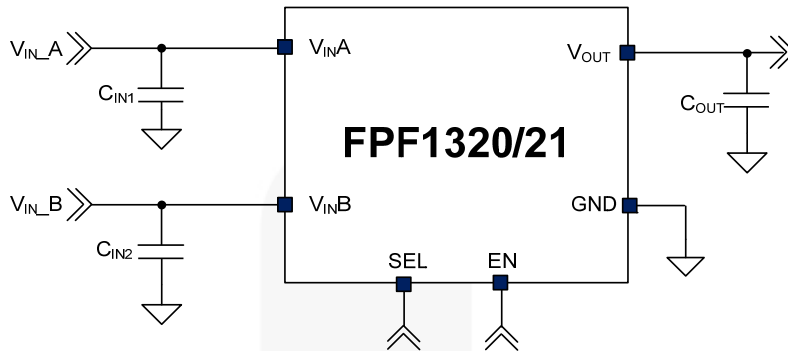 V_IN_A
V_INA
C_IN1
V_OUT
C_OUT
FPF1320/21
V_IN_B
V_INB
C_IN2
GND
SEL
EN